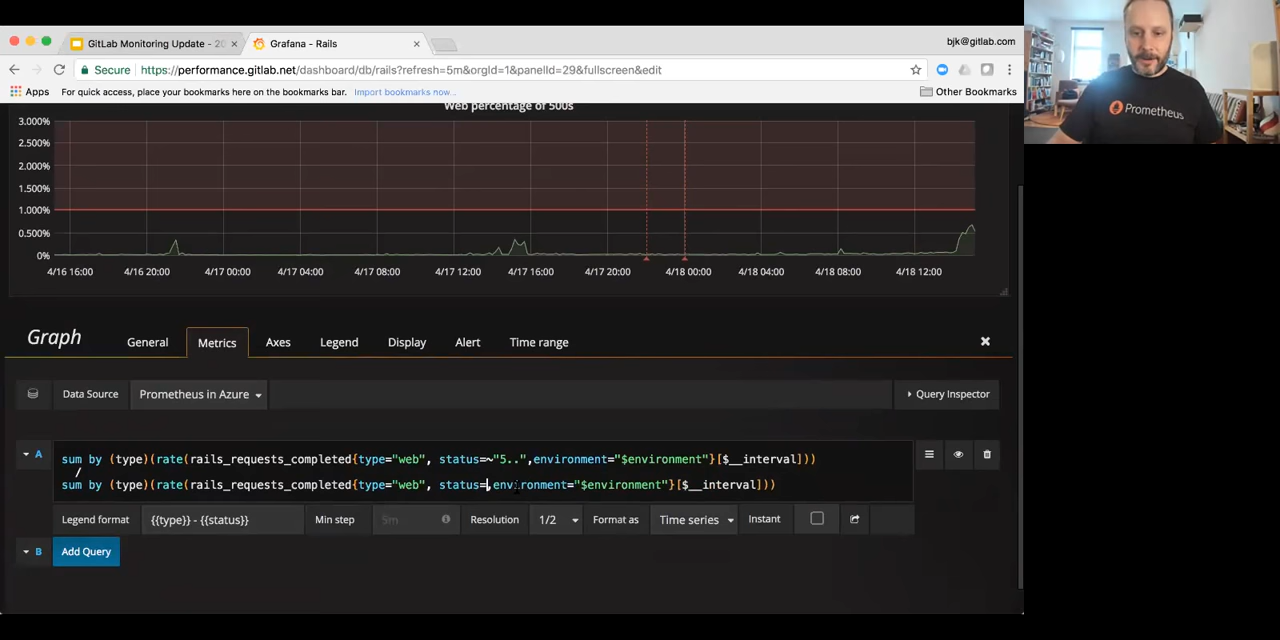 GitLab Monitoring Update - 20
Grafana - Rails
bjk@gitlab.com
Secure
https://performance.gitlab.net/dashboard/db/rails?refresh=5m&orgId=1&panelId=29&fullscreen&edit
Apps
For quick access, place your bookmarks here on the bookmarks bar.
Import bookmarks now...
Other Bookmarks
Prometheus
Web percentage of 500s
3.000%
2.500%
2.000%
1.500%
1.000%
0.500%
0%
4/16 16:00
4/16 20:00
4/17 00:00
4/17 04:00
4/17 08:00
4/17 12:00
4/17 16:00
4/17 20:00
4/18 00:00
4/18 04:00
4/18 08:00
4/18 12:00
Graph
General
Metrics
Axes
Legend
Display
Alert
Time range
Data Source
Prometheus in Azure
Query Inspector
A
sum by (type)(rate(rails_requests_completed{type="web", status=~"5..",environment="$environment"}[$__interval]))
/
sum by (type)(rate(rails_requests_completed{type="web", status=,environment="$environment"}[$__interval]))
Legend format
{{type}} - {{status}}
Min step
5m
Resolution
1/2
Format as
Time series
Instant
B
Add Query